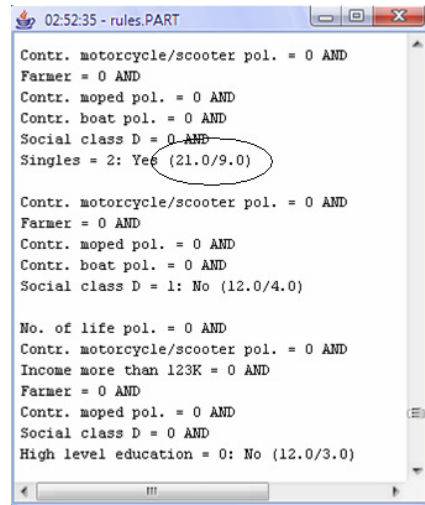 02:52:35 - rules.PART
Contr. motorcycle/scooter pol. = 0 AND
Farmer = 0 AND
Contr. moped pol. = 0 AND
Contr. boat pol. = 0 AND
Social class D = 0 AND
Singles = 2: Yes (21.0/9.0)
Contr. motorcycle/scooter pol. = 0 AND
Farmer = 0 AND
Contr. moped pol. = 0 AND
Contr. boat pol. = 0 AND
Social class D = 1: No (12.0/4.0)
No. of life pol. = 0 AND
Contr. motorcycle/scooter pol. = 0 AND
Income more than 123K = 0 AND
Farmer = 0 AND
Contr. moped pol. = 0 AND
Social class D = 0 AND
High level education = 0: No (12.0/3.0)